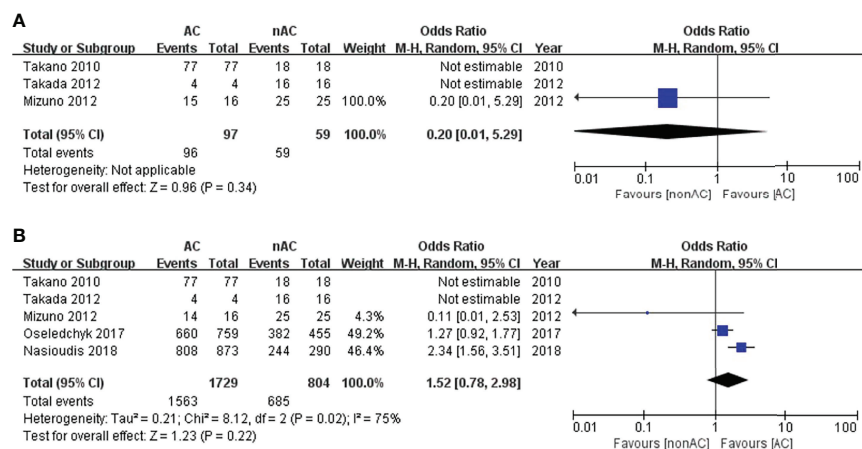 A
AC nAC Odds Ratio Odds Ratio
Study or Subgroup Events Total Events Total Weight M-H, Random, 95% CI Year M-H, Random, 95% CI
Takano 2010 77 77 18 18 Not estimable 2010
Takada 2012 4 4 16 16 Not estimable 2012
Mizuno 2012 15 16 25 25 100.0% 0.20 [0.01, 5.29] 2012
Total (95% CI) 97 59 100.0% 0.20 [0.01, 5.29]
Total events 96 59
Heterogeneity: Not applicable
Test for overall effect: Z = 0.96 (P = 0.34)
0.01 0.1 1 10 100
Favours [nonAC] Favours [AC]
B
AC nAC Odds Ratio Odds Ratio
Study or Subgroup Events Total Events Total Weight M-H, Random, 95% CI Year M-H, Random, 95% CI
Takano 2010 77 77 18 18 Not estimable 2010
Takada 2012 4 4 16 16 Not estimable 2012
Mizuno 2012 14 16 25 25 4.3% 0.11 [0.01, 2.53] 2012
Oseledchyk 2017 660 759 382 455 49.2% 1.27 [0.92, 1.77] 2017
Nasioudis 2018 808 873 244 290 46.4% 2.34 [1.56, 3.51] 2018
Total (95% CI) 1729 804 100.0% 1.52 [0.78, 2.98]
Total events 1563 685
Heterogeneity: Tau² = 0.21; Chi² = 8.12, df = 2 (P = 0.02); I² = 75%
Test for overall effect: Z = 1.23 (P = 0.22)
0.01 0.1 1 10 100
Favours [nonAC] Favours [AC]